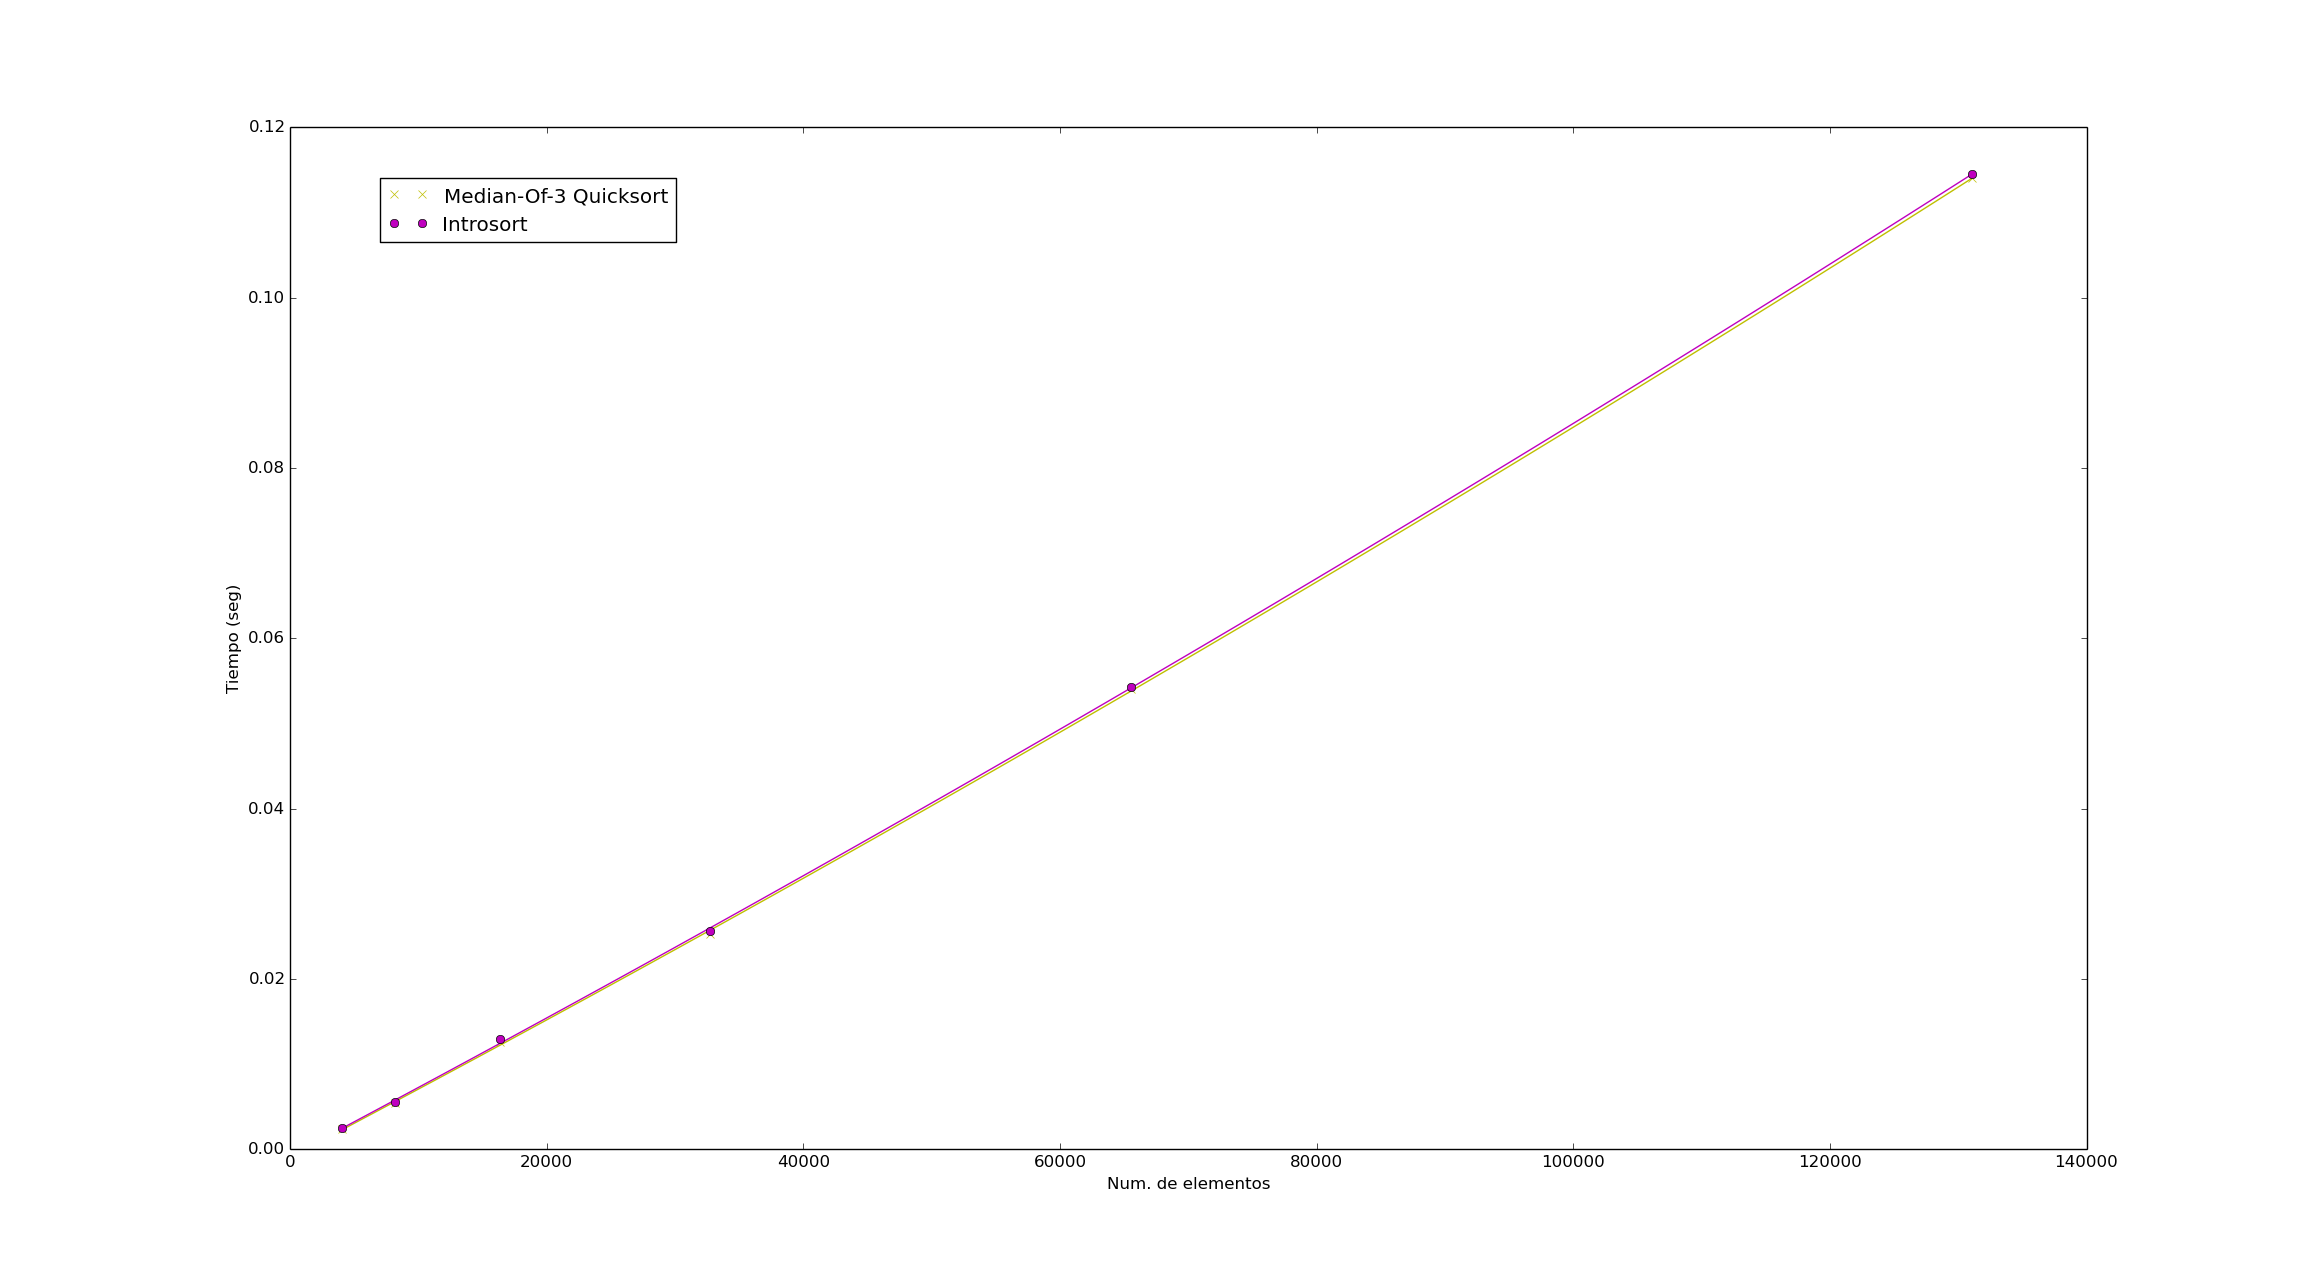 0.12
Median-Of-3 Quicksort
Introsort
0.10
0.08
0.06
Tiempo (seg)
0.04
0.02
0.00
0 20000 40000 60000 80000 100000 120000 140000
Num. de elementos